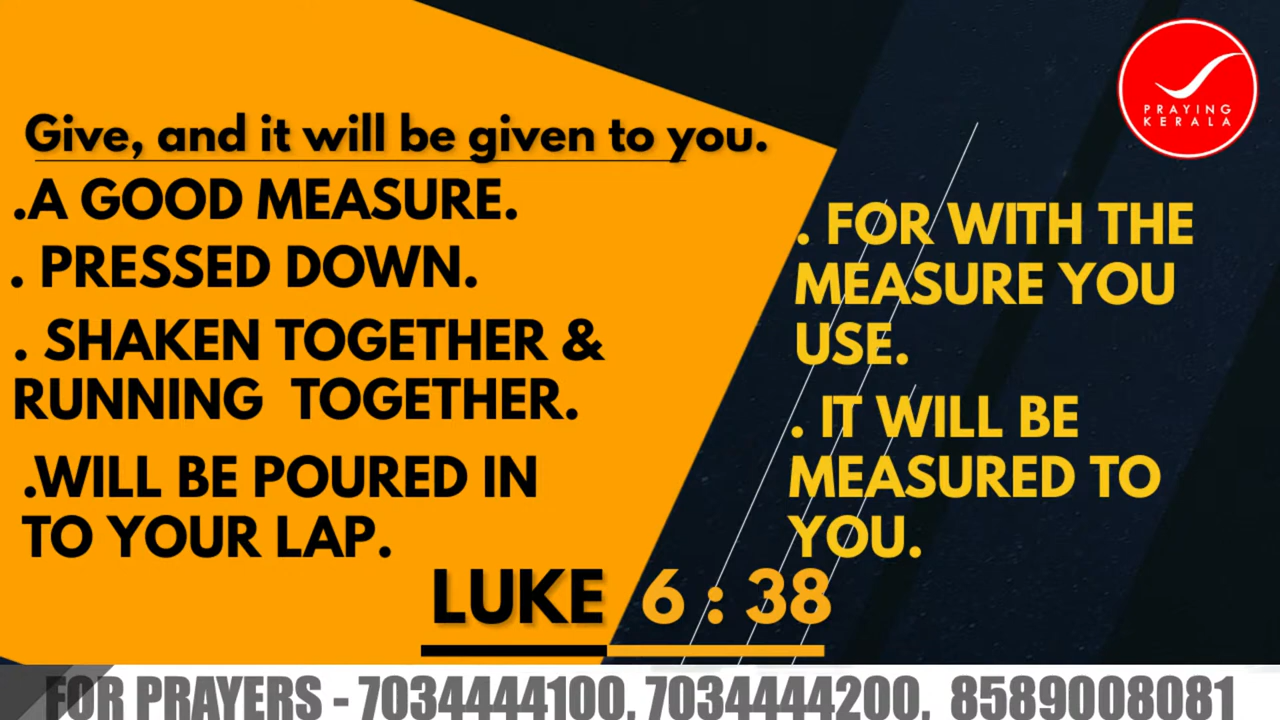 PRAYING
KERALA
Give, and it will be given to you.
.A GOOD MEASURE.
. PRESSED DOWN.
. SHAKEN TOGETHER &
RUNNING TOGETHER.
.WILL BE POURED IN
TO YOUR LAP.
. FOR WITH THE
MEASURE YOU
USE.
. IT WILL BE
MEASURED TO
YOU.
LUKE 6 : 38
FOR PRAYERS - 7034444100, 7034444200, 8589008081